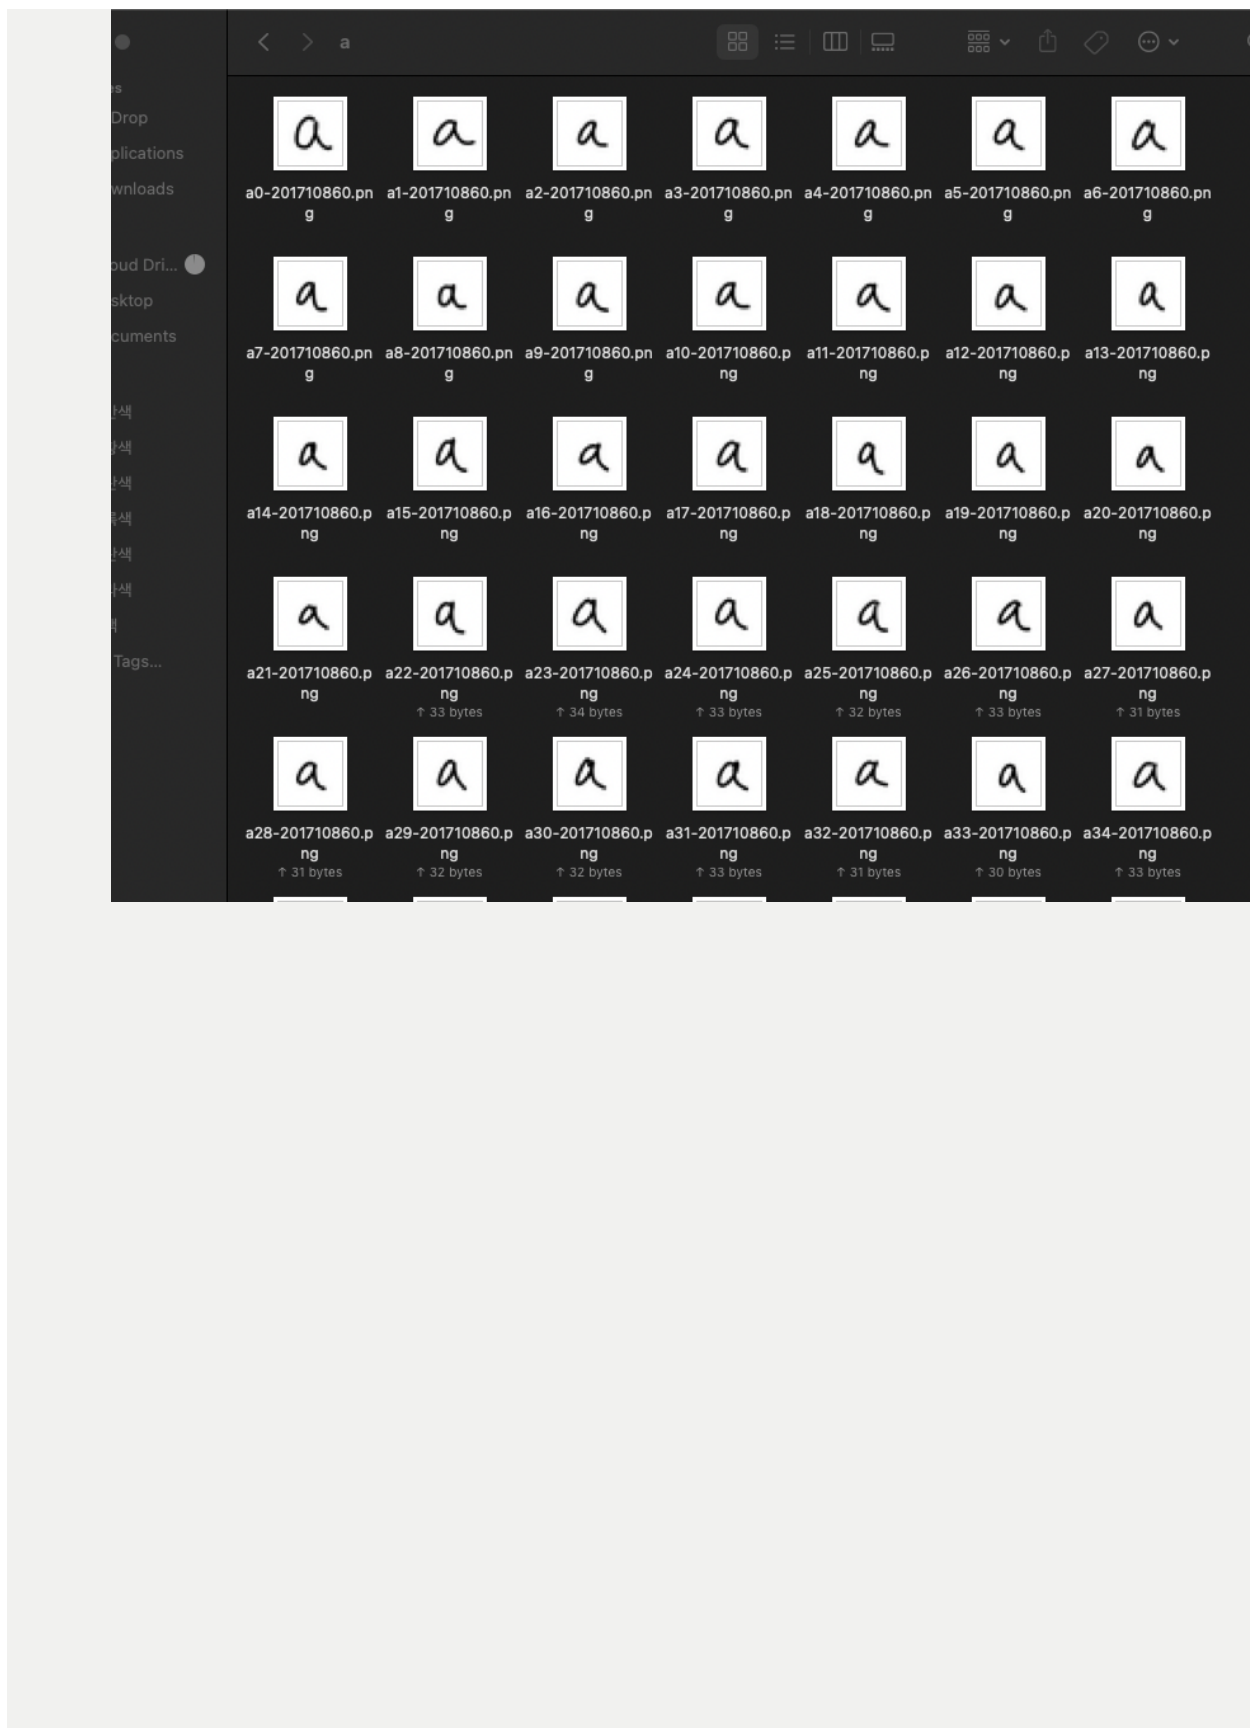 a
Drop
plications
wnloads
oud Dri...
sktop
cuments
색
색
색
색
색
색
Tags...
a a a a a a a
a0-201710860.pn a1-201710860.pn a2-201710860.pn a3-201710860.pn a4-201710860.pn a5-201710860.pn a6-201710860.pn
g g g g g g g
a a a a a a a
a7-201710860.pn a8-201710860.pn a9-201710860.pn a10-201710860.p a11-201710860.p a12-201710860.p a13-201710860.p
g g g ng ng ng ng
a a a a a a a
a14-201710860.p a15-201710860.p a16-201710860.p a17-201710860.p a18-201710860.p a19-201710860.p a20-201710860.p
ng ng ng ng ng ng ng
a a a a a a a
a21-201710860.p a22-201710860.p a23-201710860.p a24-201710860.p a25-201710860.p a26-201710860.p a27-201710860.p
ng ng ng ng ng ng ng
↑ 33 bytes ↑ 34 bytes ↑ 33 bytes ↑ 32 bytes ↑ 33 bytes ↑ 31 bytes
a a a a a a a
a28-201710860.p a29-201710860.p a30-201710860.p a31-201710860.p a32-201710860.p a33-201710860.p a34-201710860.p
ng ng ng ng ng ng ng
↑ 31 bytes ↑ 32 bytes ↑ 32 bytes ↑ 33 bytes ↑ 31 bytes ↑ 30 bytes ↑ 33 bytes